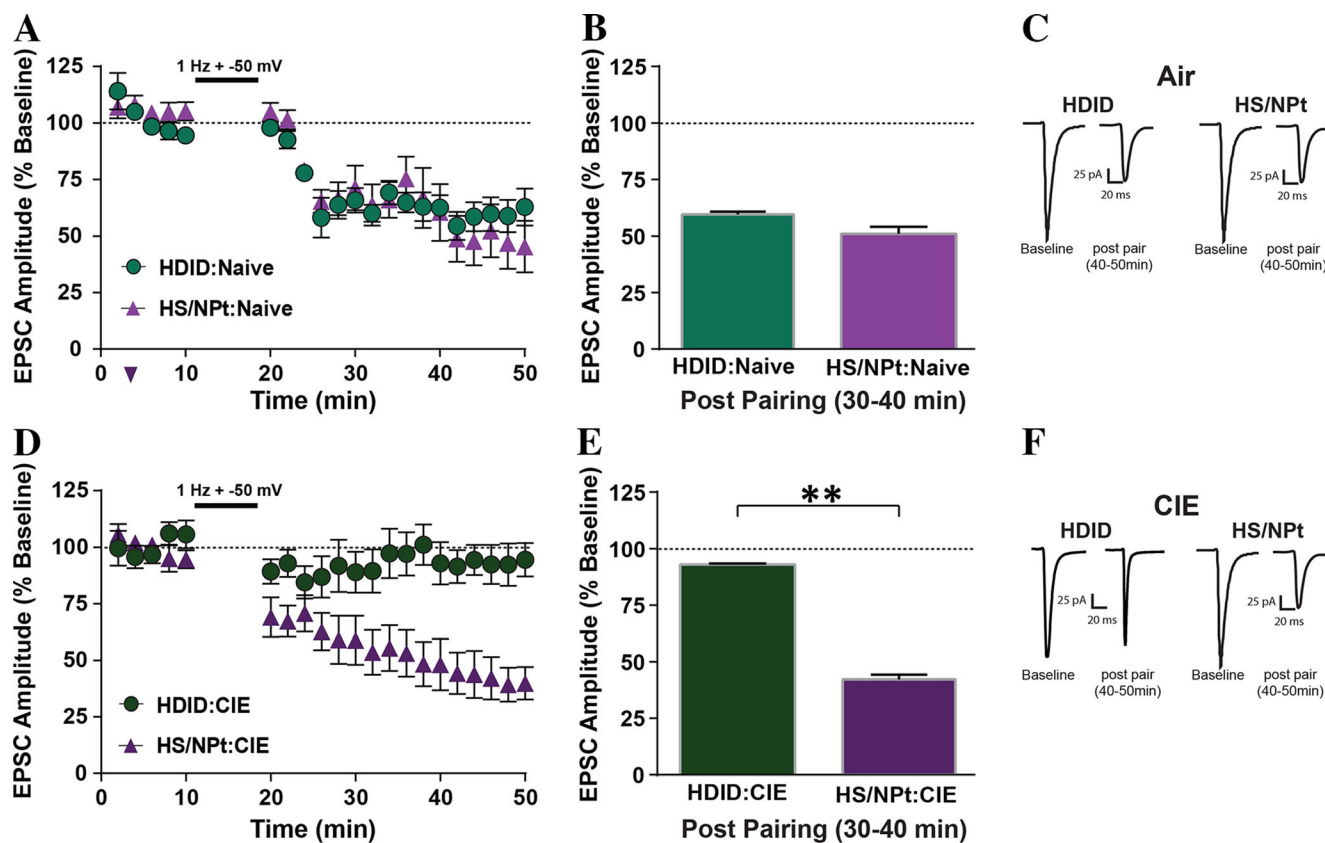 A
EPSC Amplitude (% Baseline)
125
100
75
50
25
0
1 Hz + -50 mV
HDID:Naive
HS/NPt:Naive
0 10 20 30 40 50
Time (min)
B
EPSC Amplitude (% Baseline)
125
100
75
50
25
0
HDID:Naive HS/NPt:Naive
Post Pairing (30-40 min)
C
Air
HDID HS/NPt
25 pA
20 ms
25 pA
20 ms
Baseline post pair Baseline post pair
(40-50min) (40-50min)
D
EPSC Amplitude (% Baseline)
125
100
75
50
25
0
1 Hz + -50 mV
HDID:CIE
HS/NPt:CIE
0 10 20 30 40 50
Time (min)
E
EPSC Amplitude (% Baseline)
125
100
75
50
25
0
**
HDID:CIE HS/NPt:CIE
Post Pairing (30-40 min)
F
CIE
HDID HS/NPt
25 pA
20 ms
25 pA
20 ms
Baseline post pair Baseline post pair
(40-50min) (40-50min)